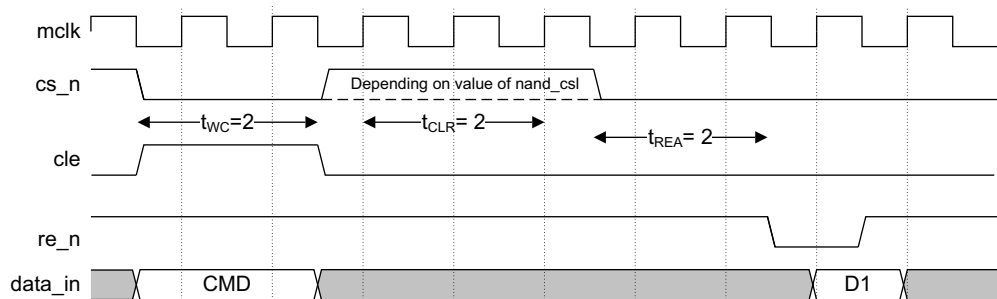 mclk
cs_n
Depending on value of nand_csl
tWC=2
tCLR= 2
tREA= 2
cle
re_n
data_in
CMD
D1